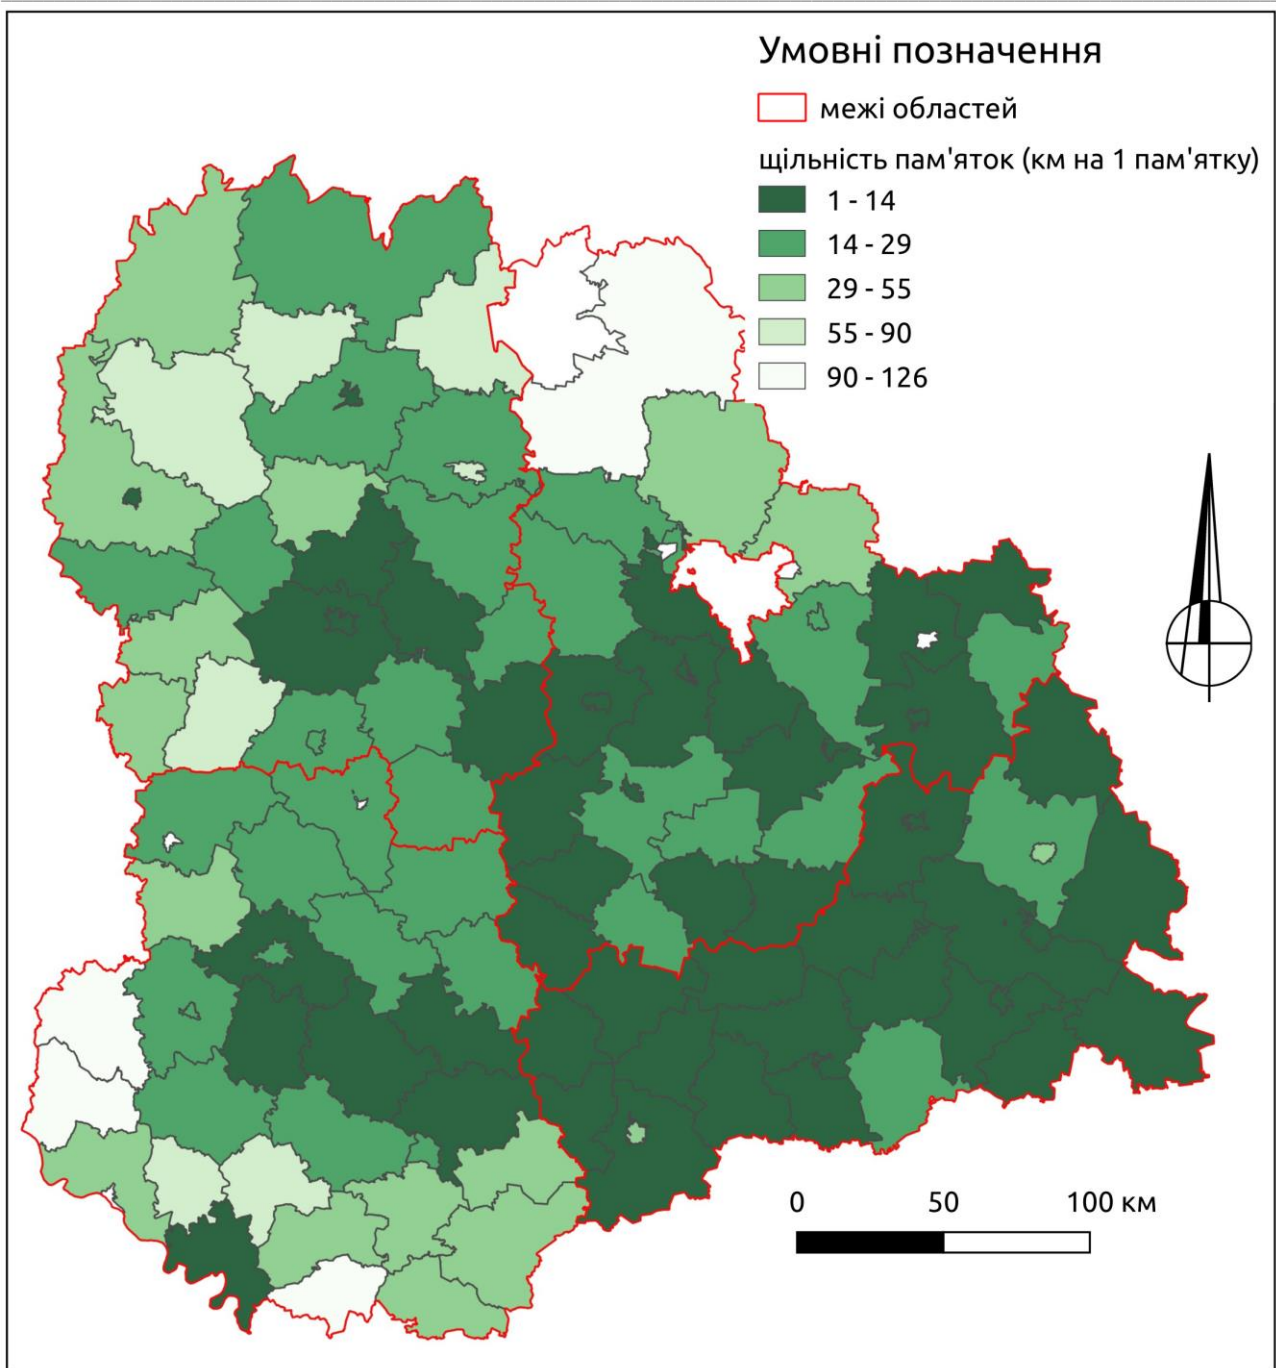 Умовні позначення
межі областей
щільність пам'яток (км на 1 пам'ятку)
1 - 14
14 - 29
29 - 55
55 - 90
90 - 126
0 50 100 км